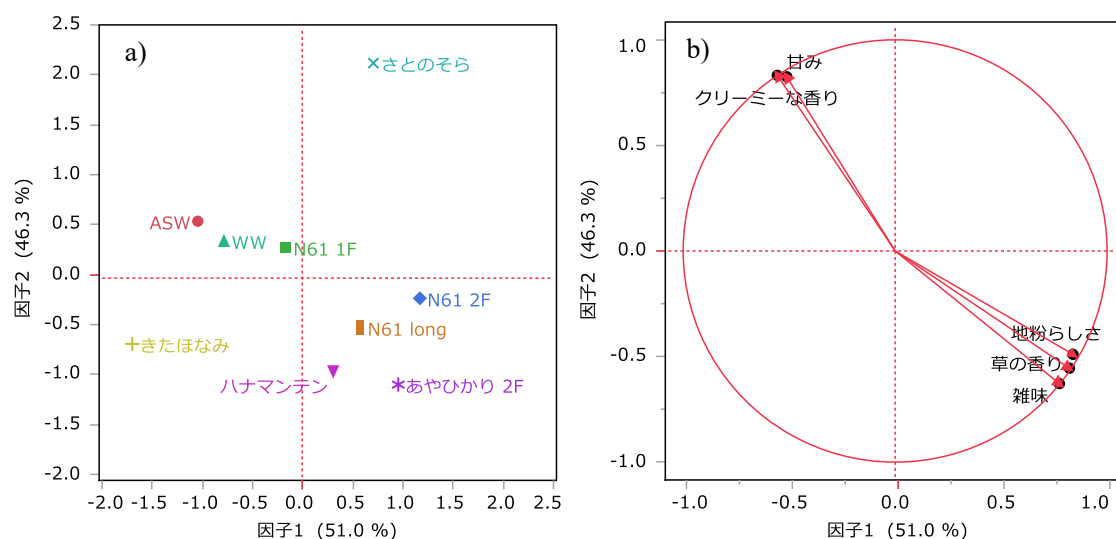 a)
因子2 (46.3 %)
2.5
2.0
1.5
1.0
0.5
0.0
-0.5
-1.0
-1.5
-2.0
さとのそら
ASW
WW
N61 1F
N61 2F
N61 long
きたほなみ
ハナマンテン
あやひかり 2F
-2.0 -1.5 -1.0 -0.5 0.0 0.5 1.0 1.5 2.0 2.5
因子1 (51.0 %)
b)
因子2 (46.3 %)
1.0
0.5
0.0
-0.5
-1.0
甘み
クリーミーな香り
地粉らしさ
草の香り
雑味
-1.0 -0.5 0.0 0.5 1.0
因子1 (51.0 %)